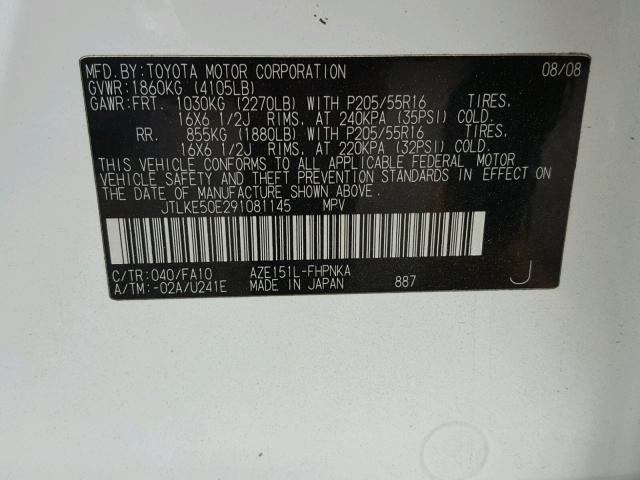 MFD.BY:TOYOTA MOTOR CORPORATION 08/08
GVWR:1860KG (4105LB)
GAWR:FRT. 1030KG (2270LB) WITH P205/55R16 TIRES,
16X6 1/2J RIMS, AT 240KPA (35PSI) COLD.
RR. 855KG (1880LB) WITH P205/55R16 TIRES,
16X6 1/2J RIMS, AT 220KPA (32PSI) COLD.
THIS VEHICLE CONFORMS TO ALL APPLICABLE FEDERAL MOTOR
VEHICLE SAFETY AND THEFT PREVENTION STANDARDS IN EFFECT ON
THE DATE OF MANUFACTURE SHOWN ABOVE.
JTLKE50E291081145 MPV
C/TR:040/FA10 AZE151L-FHPNKA
A/TM:-02A/U241E MADE IN JAPAN 887 J